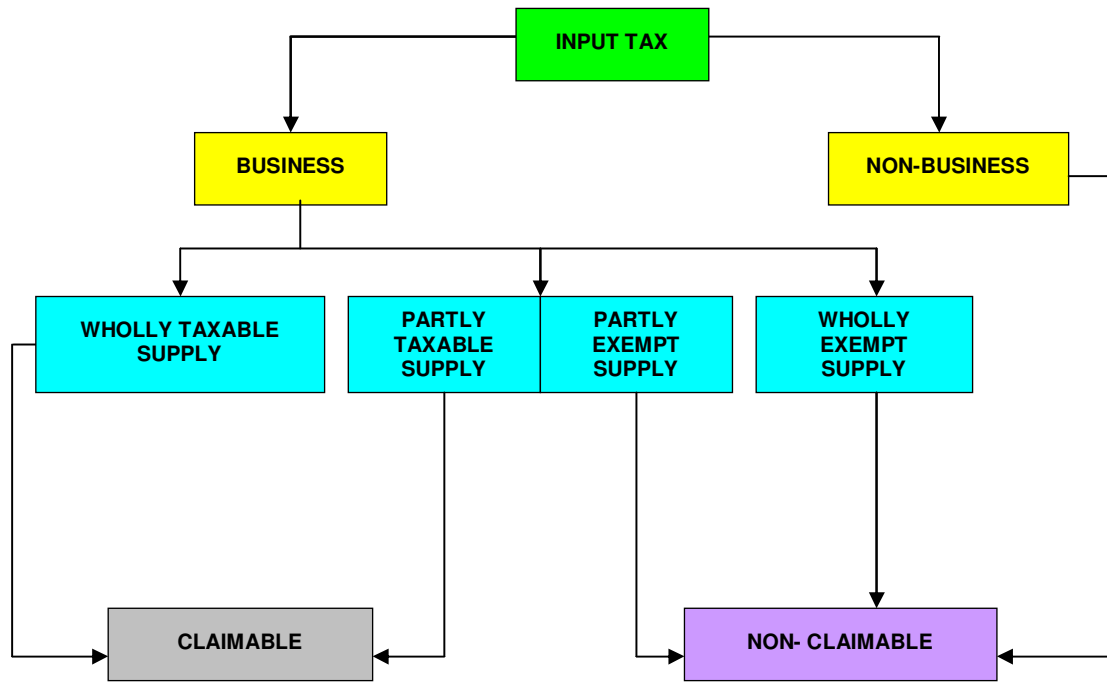 INPUT TAX
BUSINESS
NON-BUSINESS
WHOLLY TAXABLE
SUPPLY
PARTLY
TAXABLE
SUPPLY
PARTLY
EXEMPT
SUPPLY
WHOLLY
EXEMPT
SUPPLY
CLAIMABLE
NON- CLAIMABLE